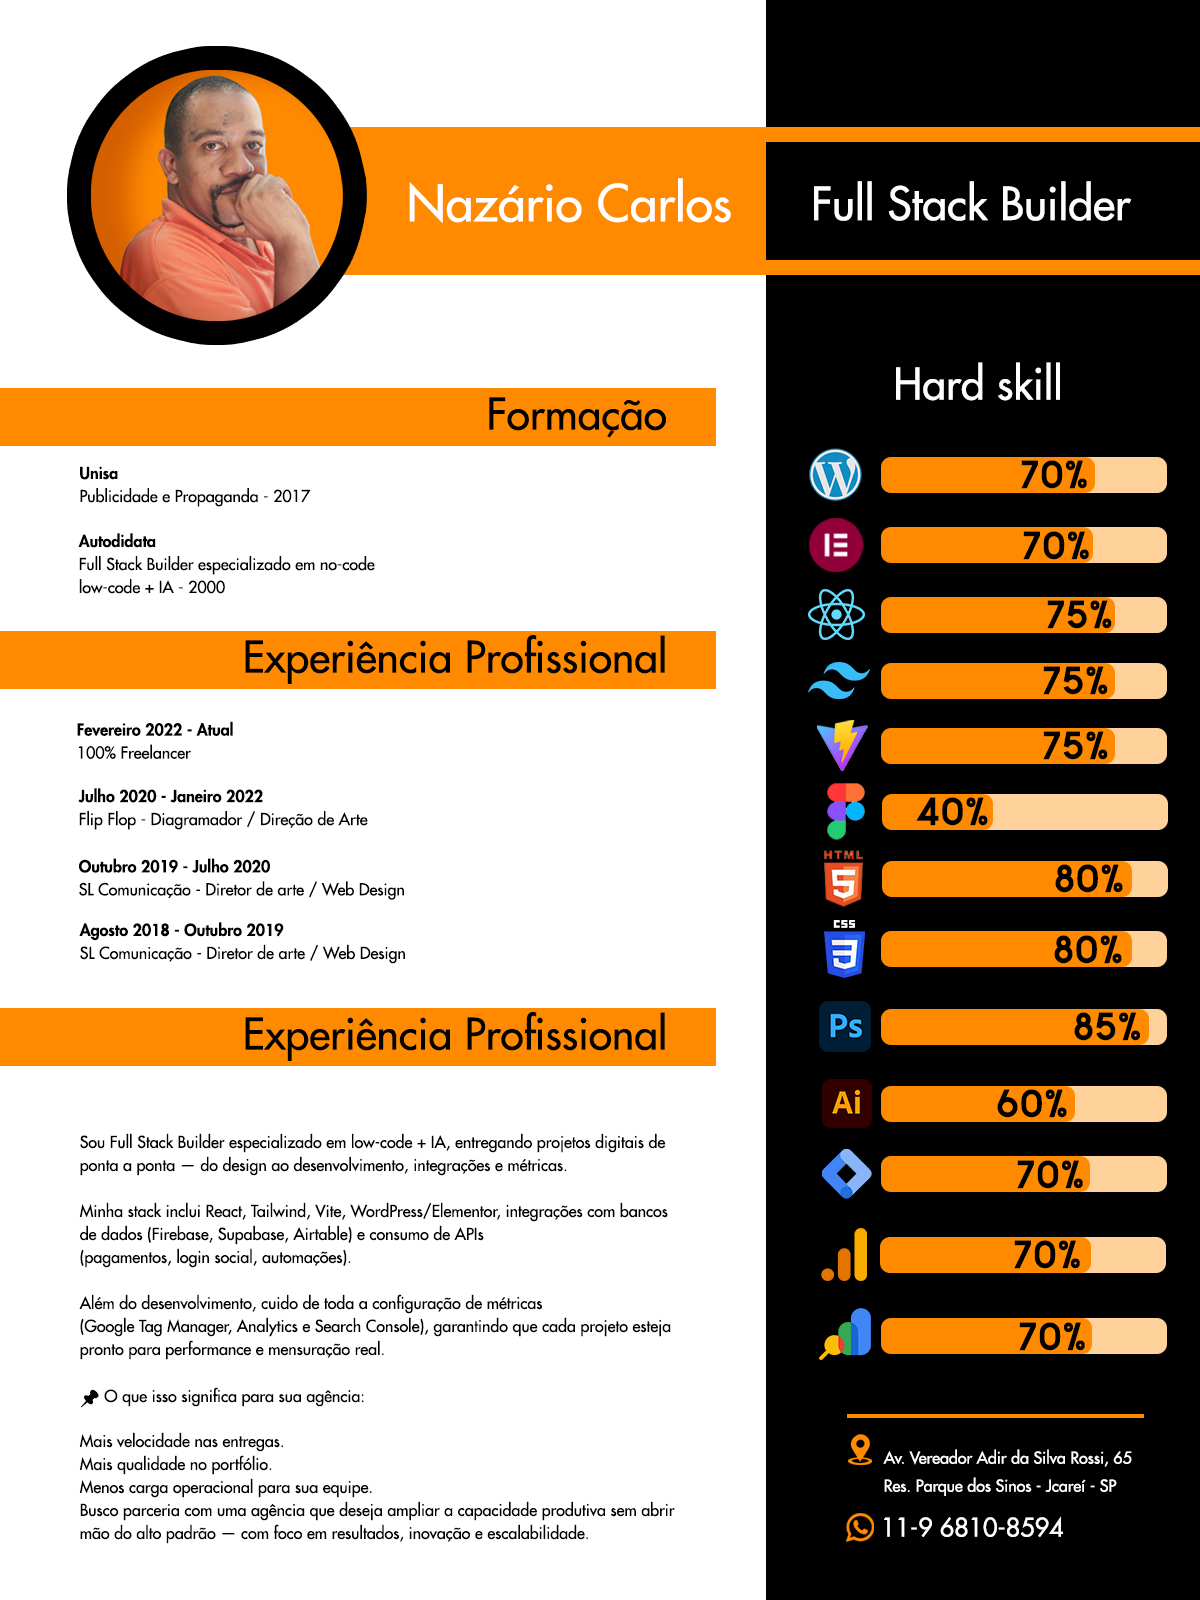 Nazário Carlos
Full Stack Builder
Formação
Unisa
Publicidade e Propaganda - 2017
Autodidata
Full Stack Builder especializado em no-code
low-code + IA - 2000
Experiência Profissional
Fevereiro 2022 - Atual
100% Freelancer
Julho 2020 - Janeiro 2022
Flip Flop - Diagramador / Direção de Arte
Outubro 2019 - Julho 2020
SL Comunicação - Diretor de arte / Web Design
Agosto 2018 - Outubro 2019
SL Comunicação - Diretor de arte / Web Design
Experiência Profissional
Sou Full Stack Builder especializado em low-code + IA, entregando projetos digitais de
ponta a ponta — do design ao desenvolvimento, integrações e métricas.
Minha stack inclui React, Tailwind, Vite, WordPress/Elementor, integrações com bancos
de dados (Firebase, Supabase, Airtable) e consumo de APIs
(pagamentos, login social, automações).
Além do desenvolvimento, cuido de toda a configuração de métricas
(Google Tag Manager, Analytics e Search Console), garantindo que cada projeto esteja
pronto para performance e mensuração real.
📌 O que isso significa para sua agência:
Mais velocidade nas entregas.
Mais qualidade no portfólio.
Menos carga operacional para sua equipe.
Busco parceria com uma agência que deseja ampliar a capacidade produtiva sem abrir
mão do alto padrão — com foco em resultados, inovação e escalabilidade.
Hard skill
W 70%
70%
75%
75%
75%
40%
HTML
5 80%
CSS
3 80%
Ps 85%
Ai 60%
70%
70%
70%
Av. Vereador Adir da Silva Rossi, 65
Res. Parque dos Sinos - Jcareí - SP
11-9 6810-8594